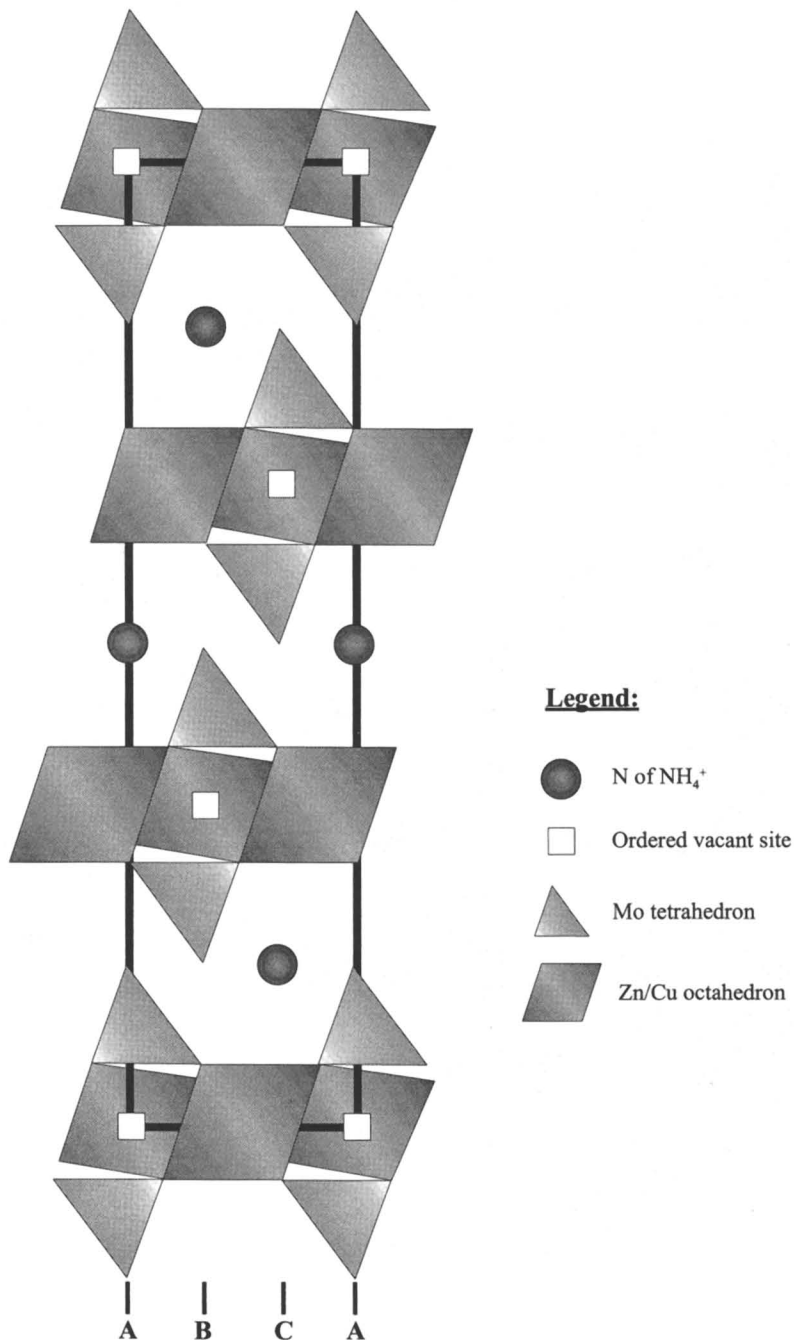 Legend:
N of NH₄⁺
Ordered vacant site
Mo tetrahedron
Zn/Cu octahedron
A B C A